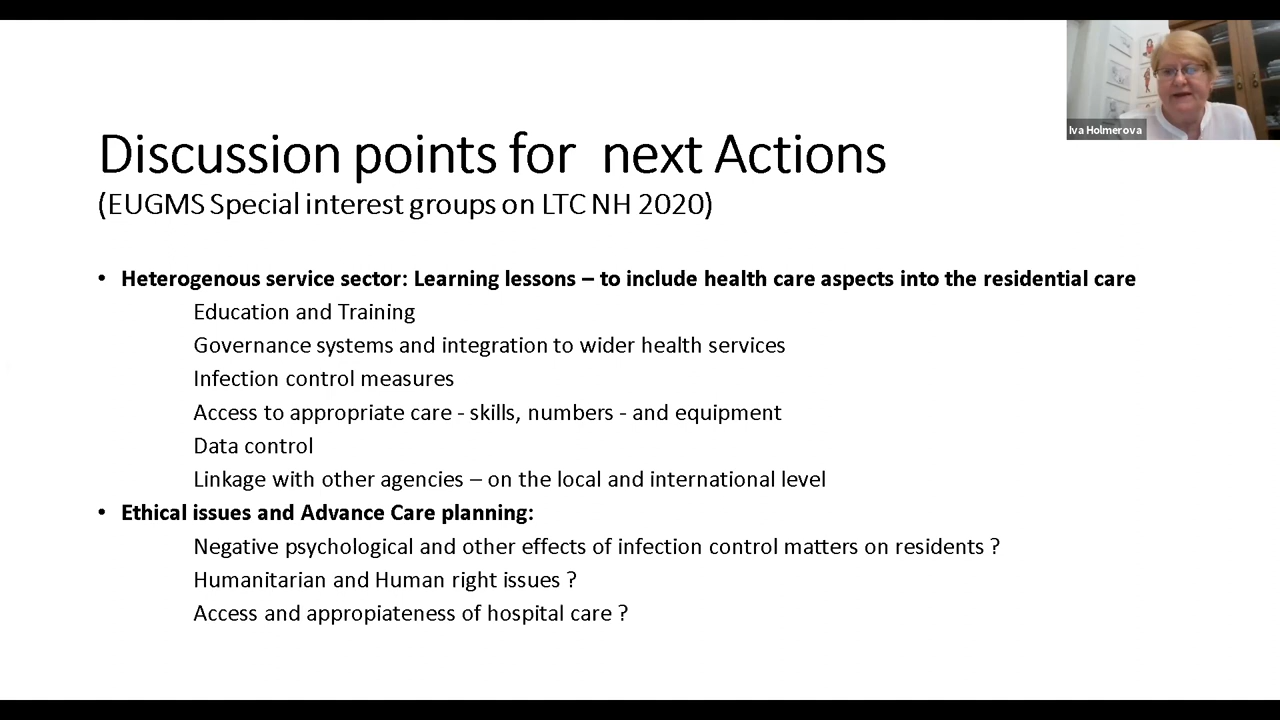 Iva Holmerova
Discussion points for next Actions
(EUGMS Special interest groups on LTC NH 2020)
• Heterogenous service sector: Learning lessons – to include health care aspects into the residential care
Education and Training
Governance systems and integration to wider health services
Infection control measures
Access to appropriate care - skills, numbers - and equipment
Data control
Linkage with other agencies – on the local and international level
• Ethical issues and Advance Care planning:
Negative psychological and other effects of infection control matters on residents ?
Humanitarian and Human right issues ?
Access and appropiateness of hospital care ?